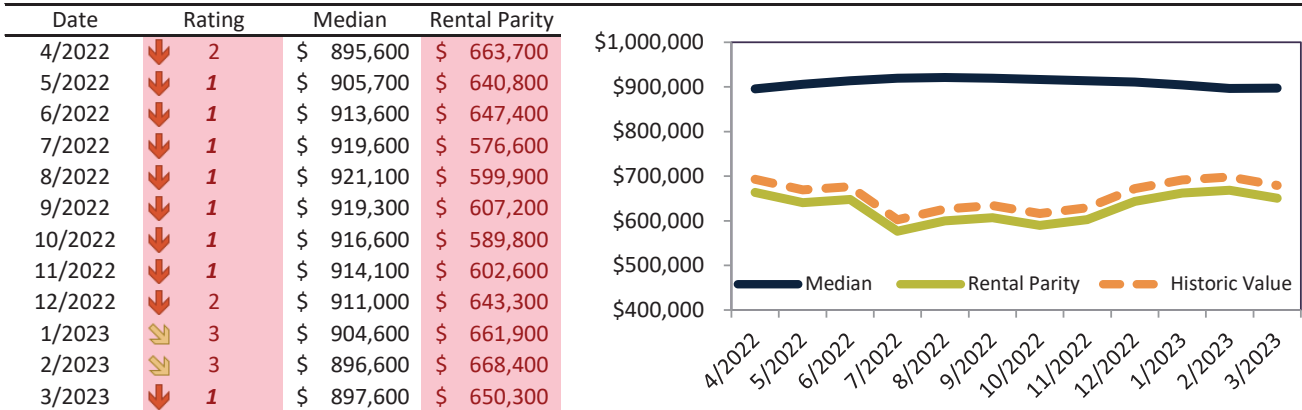 Date Rating Median Rental Parity
4/2022 2 $ 895,600 $ 663,700
5/2022 1 $ 905,700 $ 640,800
6/2022 1 $ 913,600 $ 647,400
7/2022 1 $ 919,600 $ 576,600
8/2022 1 $ 921,100 $ 599,900
9/2022 1 $ 919,300 $ 607,200
10/2022 1 $ 916,600 $ 589,800
11/2022 1 $ 914,100 $ 602,600
12/2022 2 $ 911,000 $ 643,300
1/2023 3 $ 904,600 $ 661,900
2/2023 3 $ 896,600 $ 668,400
3/2023 1 $ 897,600 $ 650,300
$1,000,000
$900,000
$800,000
$700,000
$600,000
$500,000
$400,000
Median Rental Parity Historic Value
4/2022 5/2022 6/2022 7/2022 8/2022 9/2022 10/2022 11/2022 12/2022 1/2023 2/2023 3/2023